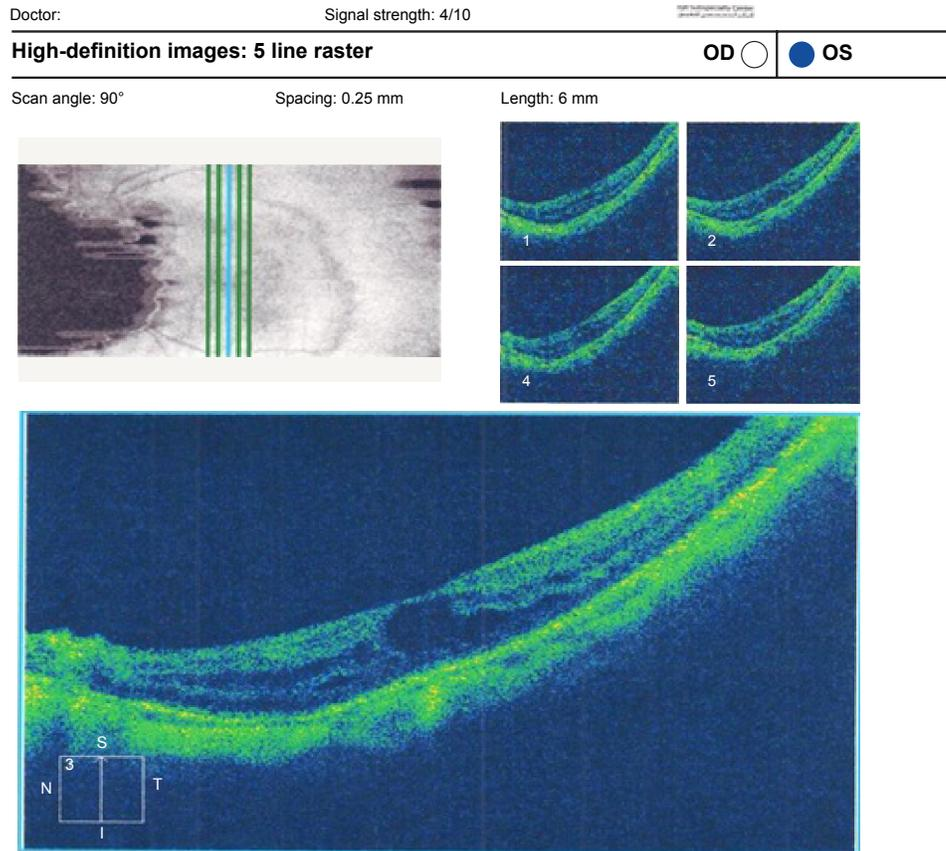 Doctor: Signal strength: 4/10
High-definition images: 5 line raster OD OS
Scan angle: 90° Spacing: 0.25 mm Length: 6 mm
1 2
4 5
S
3
N T
I